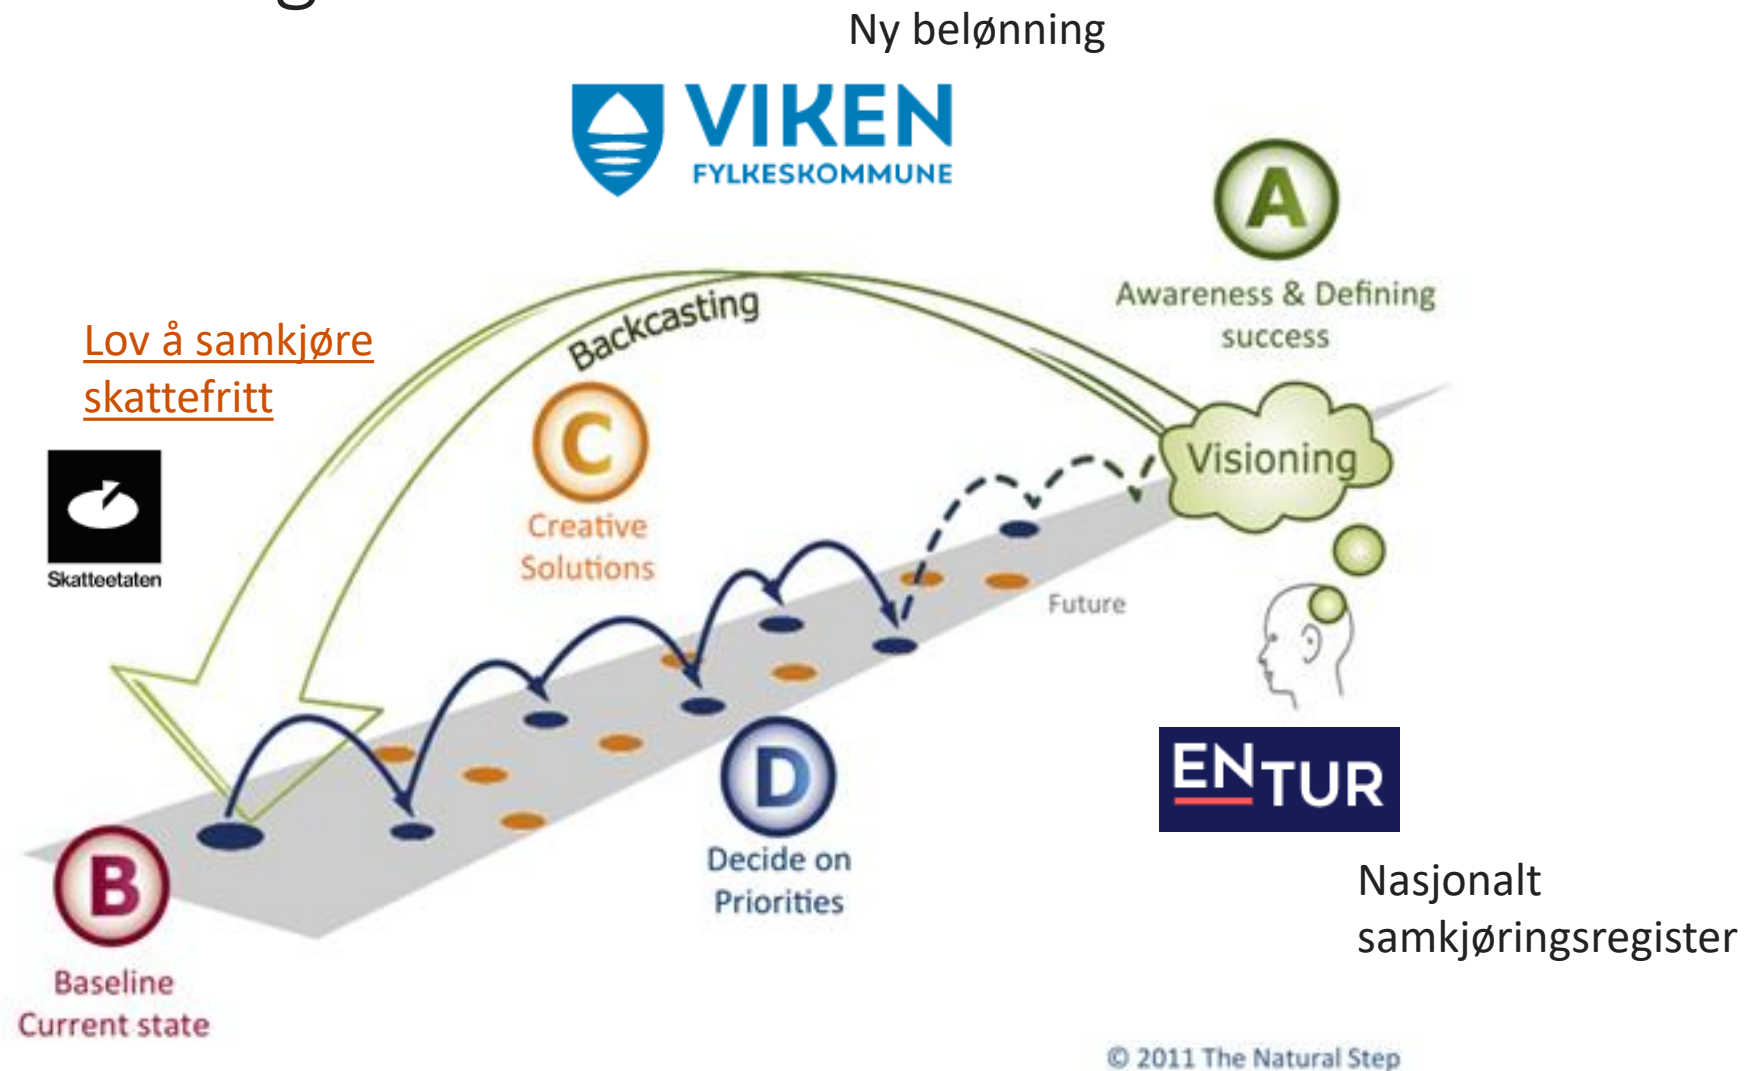 Ny belønning
VIKEN
FYLKESKOMMUNE
A
Awareness & Defining
success
Backcasting
Lov å samkjøre
skattefritt
C
Creative
Solutions
Visioning
Skatteetaten
Future
D
Decide on
Priorities
ENTUR
B
Baseline
Current state
Nasjonalt
samkjøringsregister
© 2011 The Natural Step